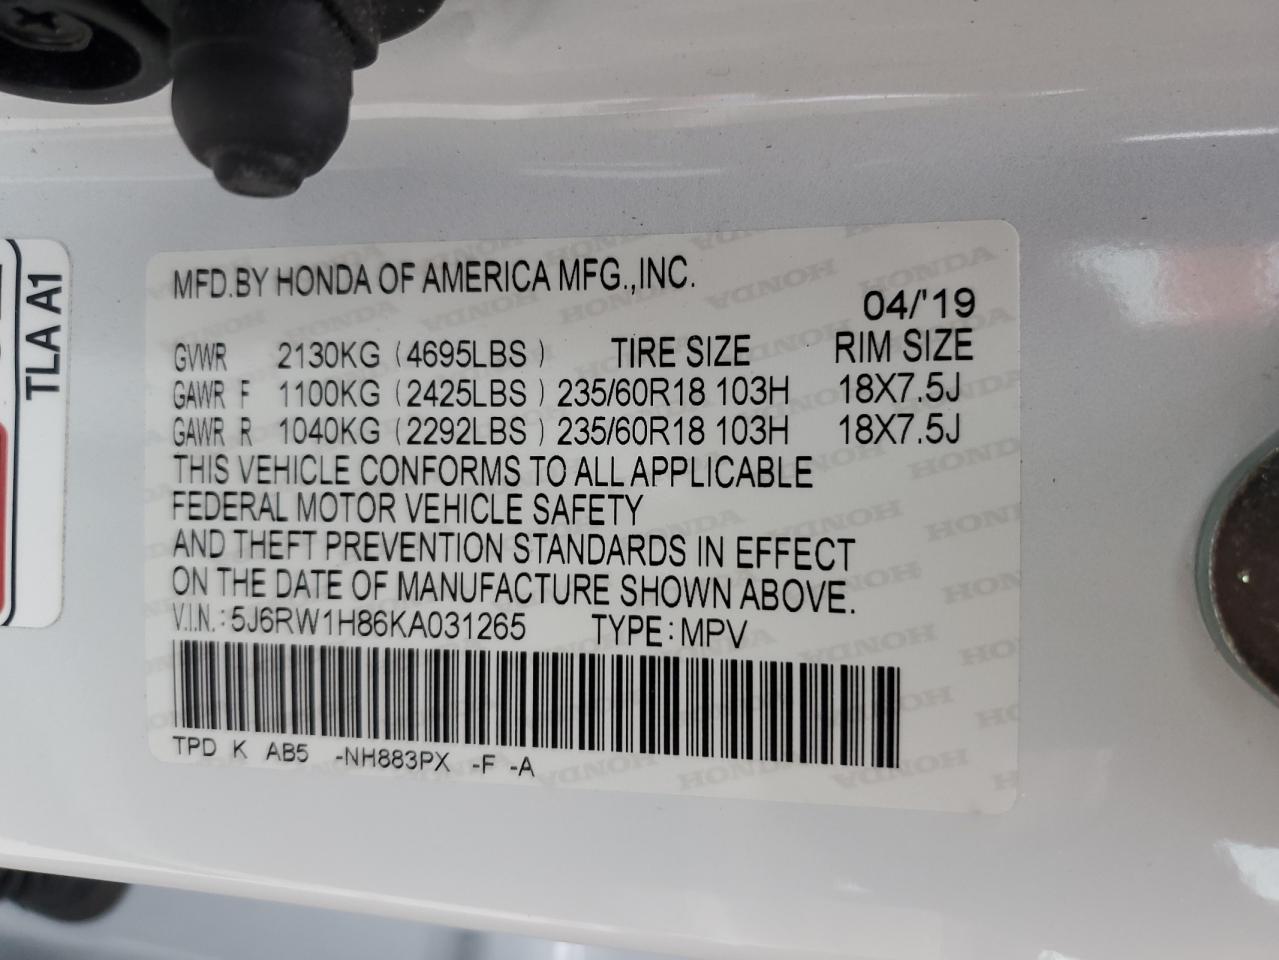 TLA A1
MFD.BY HONDA OF AMERICA MFG.,INC.
04/'19
GVWR 2130KG (4695LBS ) TIRE SIZE RIM SIZE
GAWR F 1100KG (2425LBS ) 235/60R18 103H 18X7.5J
GAWR R 1040KG (2292LBS ) 235/60R18 103H 18X7.5J
THIS VEHICLE CONFORMS TO ALL APPLICABLE
FEDERAL MOTOR VEHICLE SAFETY
AND THEFT PREVENTION STANDARDS IN EFFECT
ON THE DATE OF MANUFACTURE SHOWN ABOVE.
V.I.N.: 5J6RW1H86KA031265 TYPE: MPV
TPD K AB5 -NH883PX -F -A